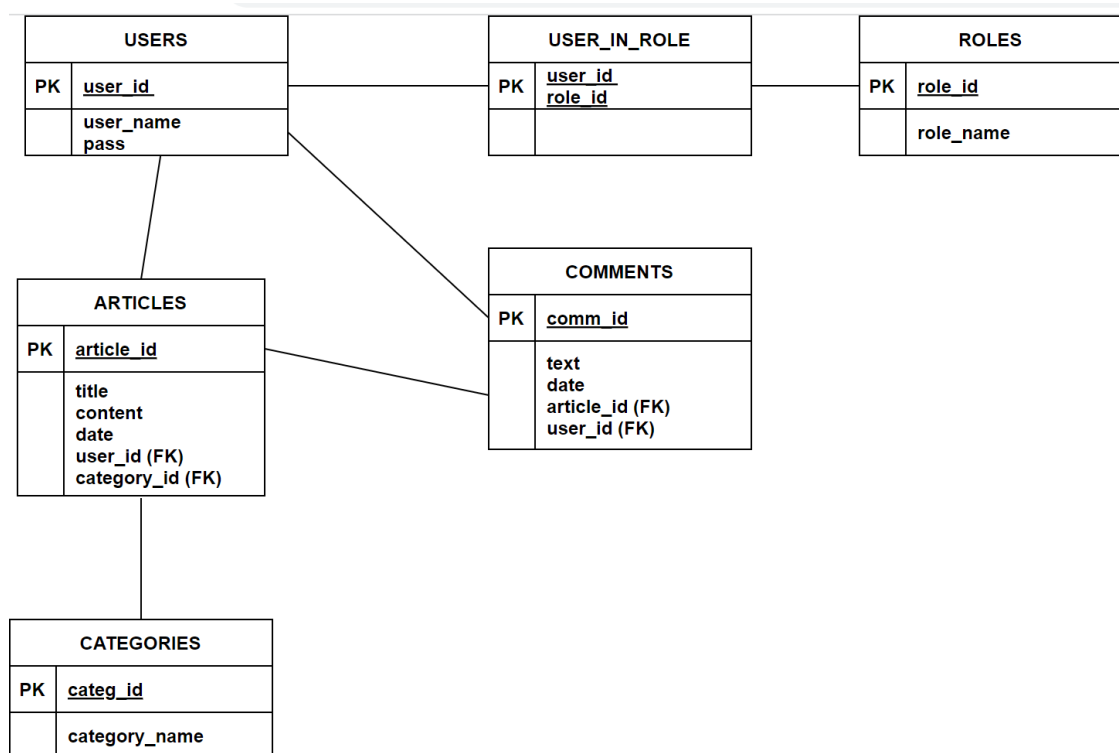 USERS
PK user_id
user_name
pass
USER_IN_ROLE
PK user_id
role_id
ROLES
PK role_id
role_name
ARTICLES
PK article_id
title
content
date
user_id (FK)
category_id (FK)
COMMENTS
PK comm_id
text
date
article_id (FK)
user_id (FK)
CATEGORIES
PK categ_id
category_name